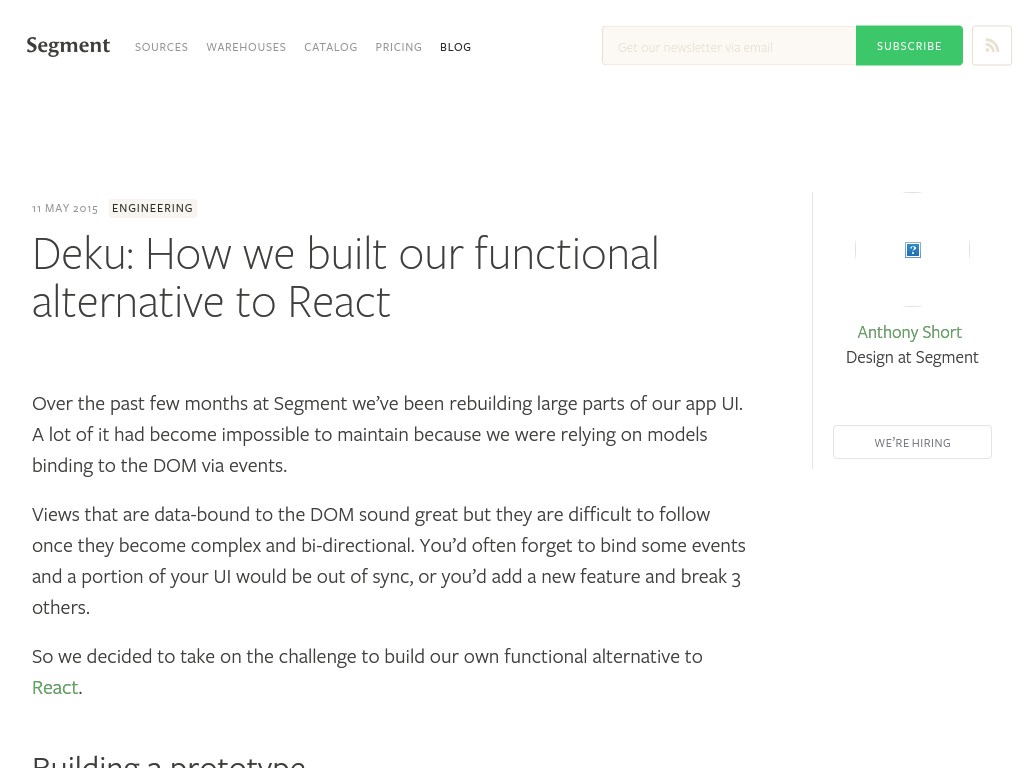 Segment
SOURCES WAREHOUSES CATALOG PRICING BLOG
Get our newsletter via email
SUBSCRIBE
11 MAY 2015 ENGINEERING
Deku: How we built our functional
alternative to React
Anthony Short
Design at Segment
WE’RE HIRING
Over the past few months at Segment we’ve been rebuilding large parts of our app UI.
A lot of it had become impossible to maintain because we were relying on models
binding to the DOM via events.
Views that are data-bound to the DOM sound great but they are difficult to follow
once they become complex and bi-directional. You’d often forget to bind some events
and a portion of your UI would be out of sync, or you’d add a new feature and break 3
others.
So we decided to take on the challenge to build our own functional alternative to
React.
Building a prototype